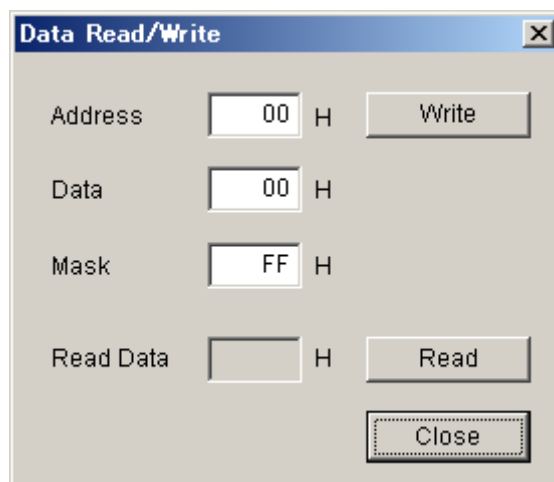 Data Read/Write
Address 00 H Write
Data 00 H
Mask FF H
Read Data H Read
Close